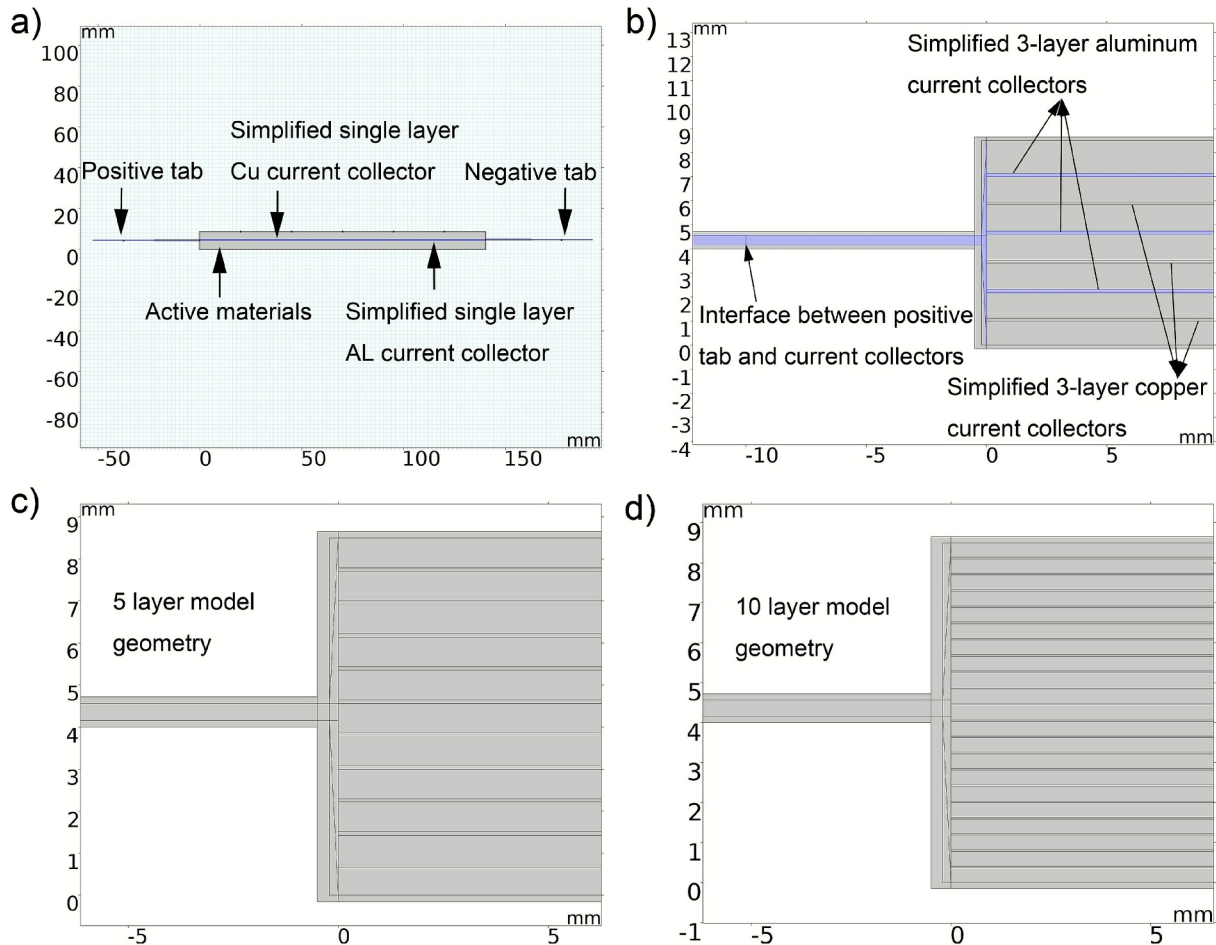 a)
mm
100
80
60
40
20
0
-20
-40
-60
-80
-50
0
50
100
150
mm
Simplified single layer
Cu current collector
Positive tab
Negative tab
Active materials
Simplified single layer
AL current collector
b)
mm
13
12
11
10
9
8
7
6
5
4
3
2
1
0
-1
-2
-3
-4
-10
-5
0
5
mm
Simplified 3-layer aluminum
current collectors
Interface between positive
tab and current collectors
Simplified 3-layer copper
current collectors
c)
mm
9
8
7
6
5
4
3
2
1
0
-5
0
5
mm
5 layer model
geometry
d)
mm
9
8
7
6
5
4
3
2
1
0
-1
-5
0
5
mm
10 layer model
geometry